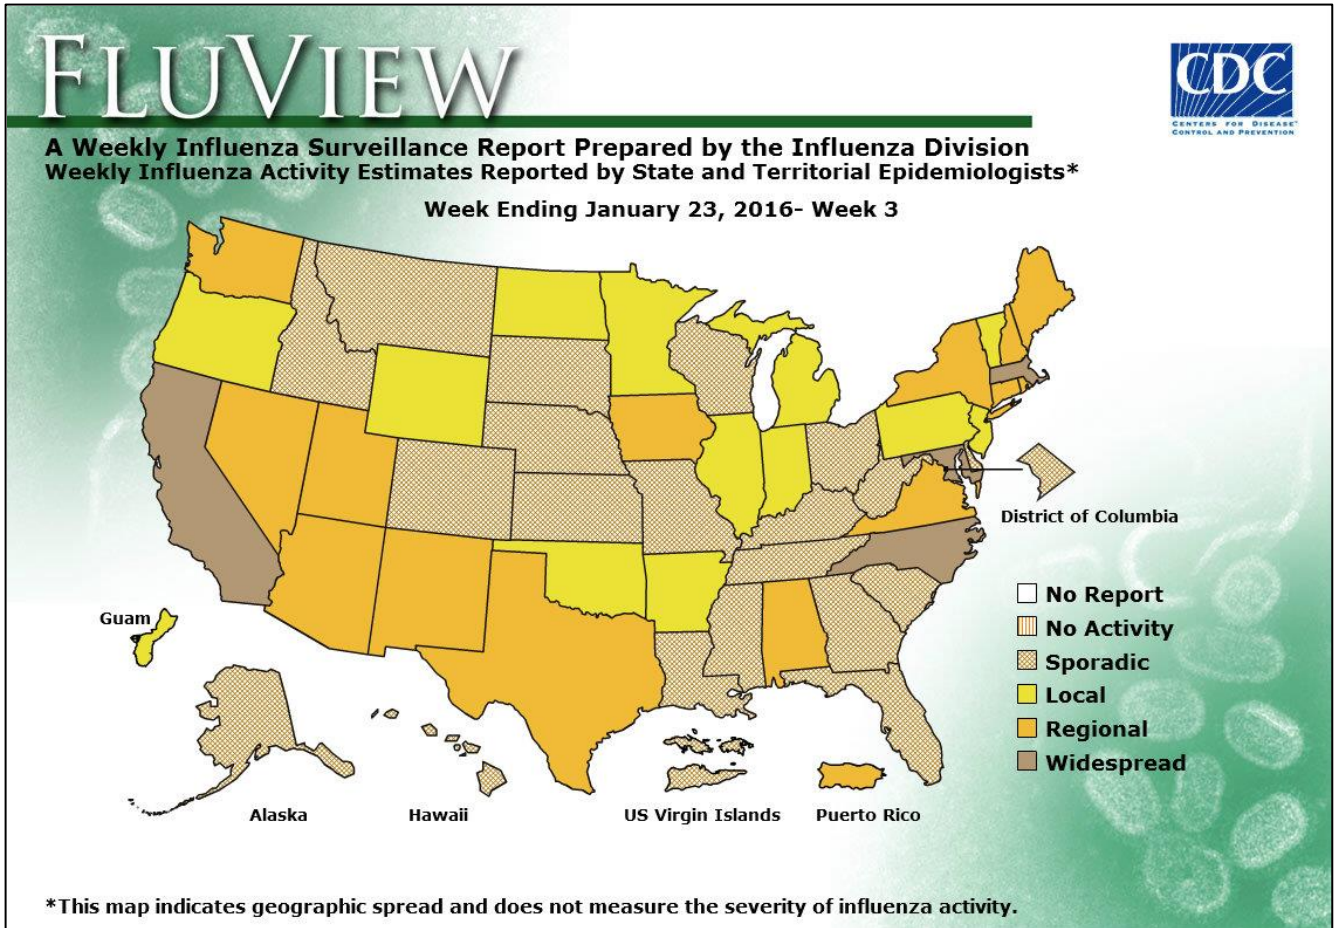 FLUVIEW
CDC
CENTERS FOR DISEASE™
CONTROL AND PREVENTION
A Weekly Influenza Surveillance Report Prepared by the Influenza Division
Weekly Influenza Activity Estimates Reported by State and Territorial Epidemiologists*
Week Ending January 23, 2016- Week 3
District of Columbia
Guam
No Report
No Activity
Sporadic
Local
Regional
Widespread
Alaska
Hawaii
US Virgin Islands
Puerto Rico
*This map indicates geographic spread and does not measure the severity of influenza activity.